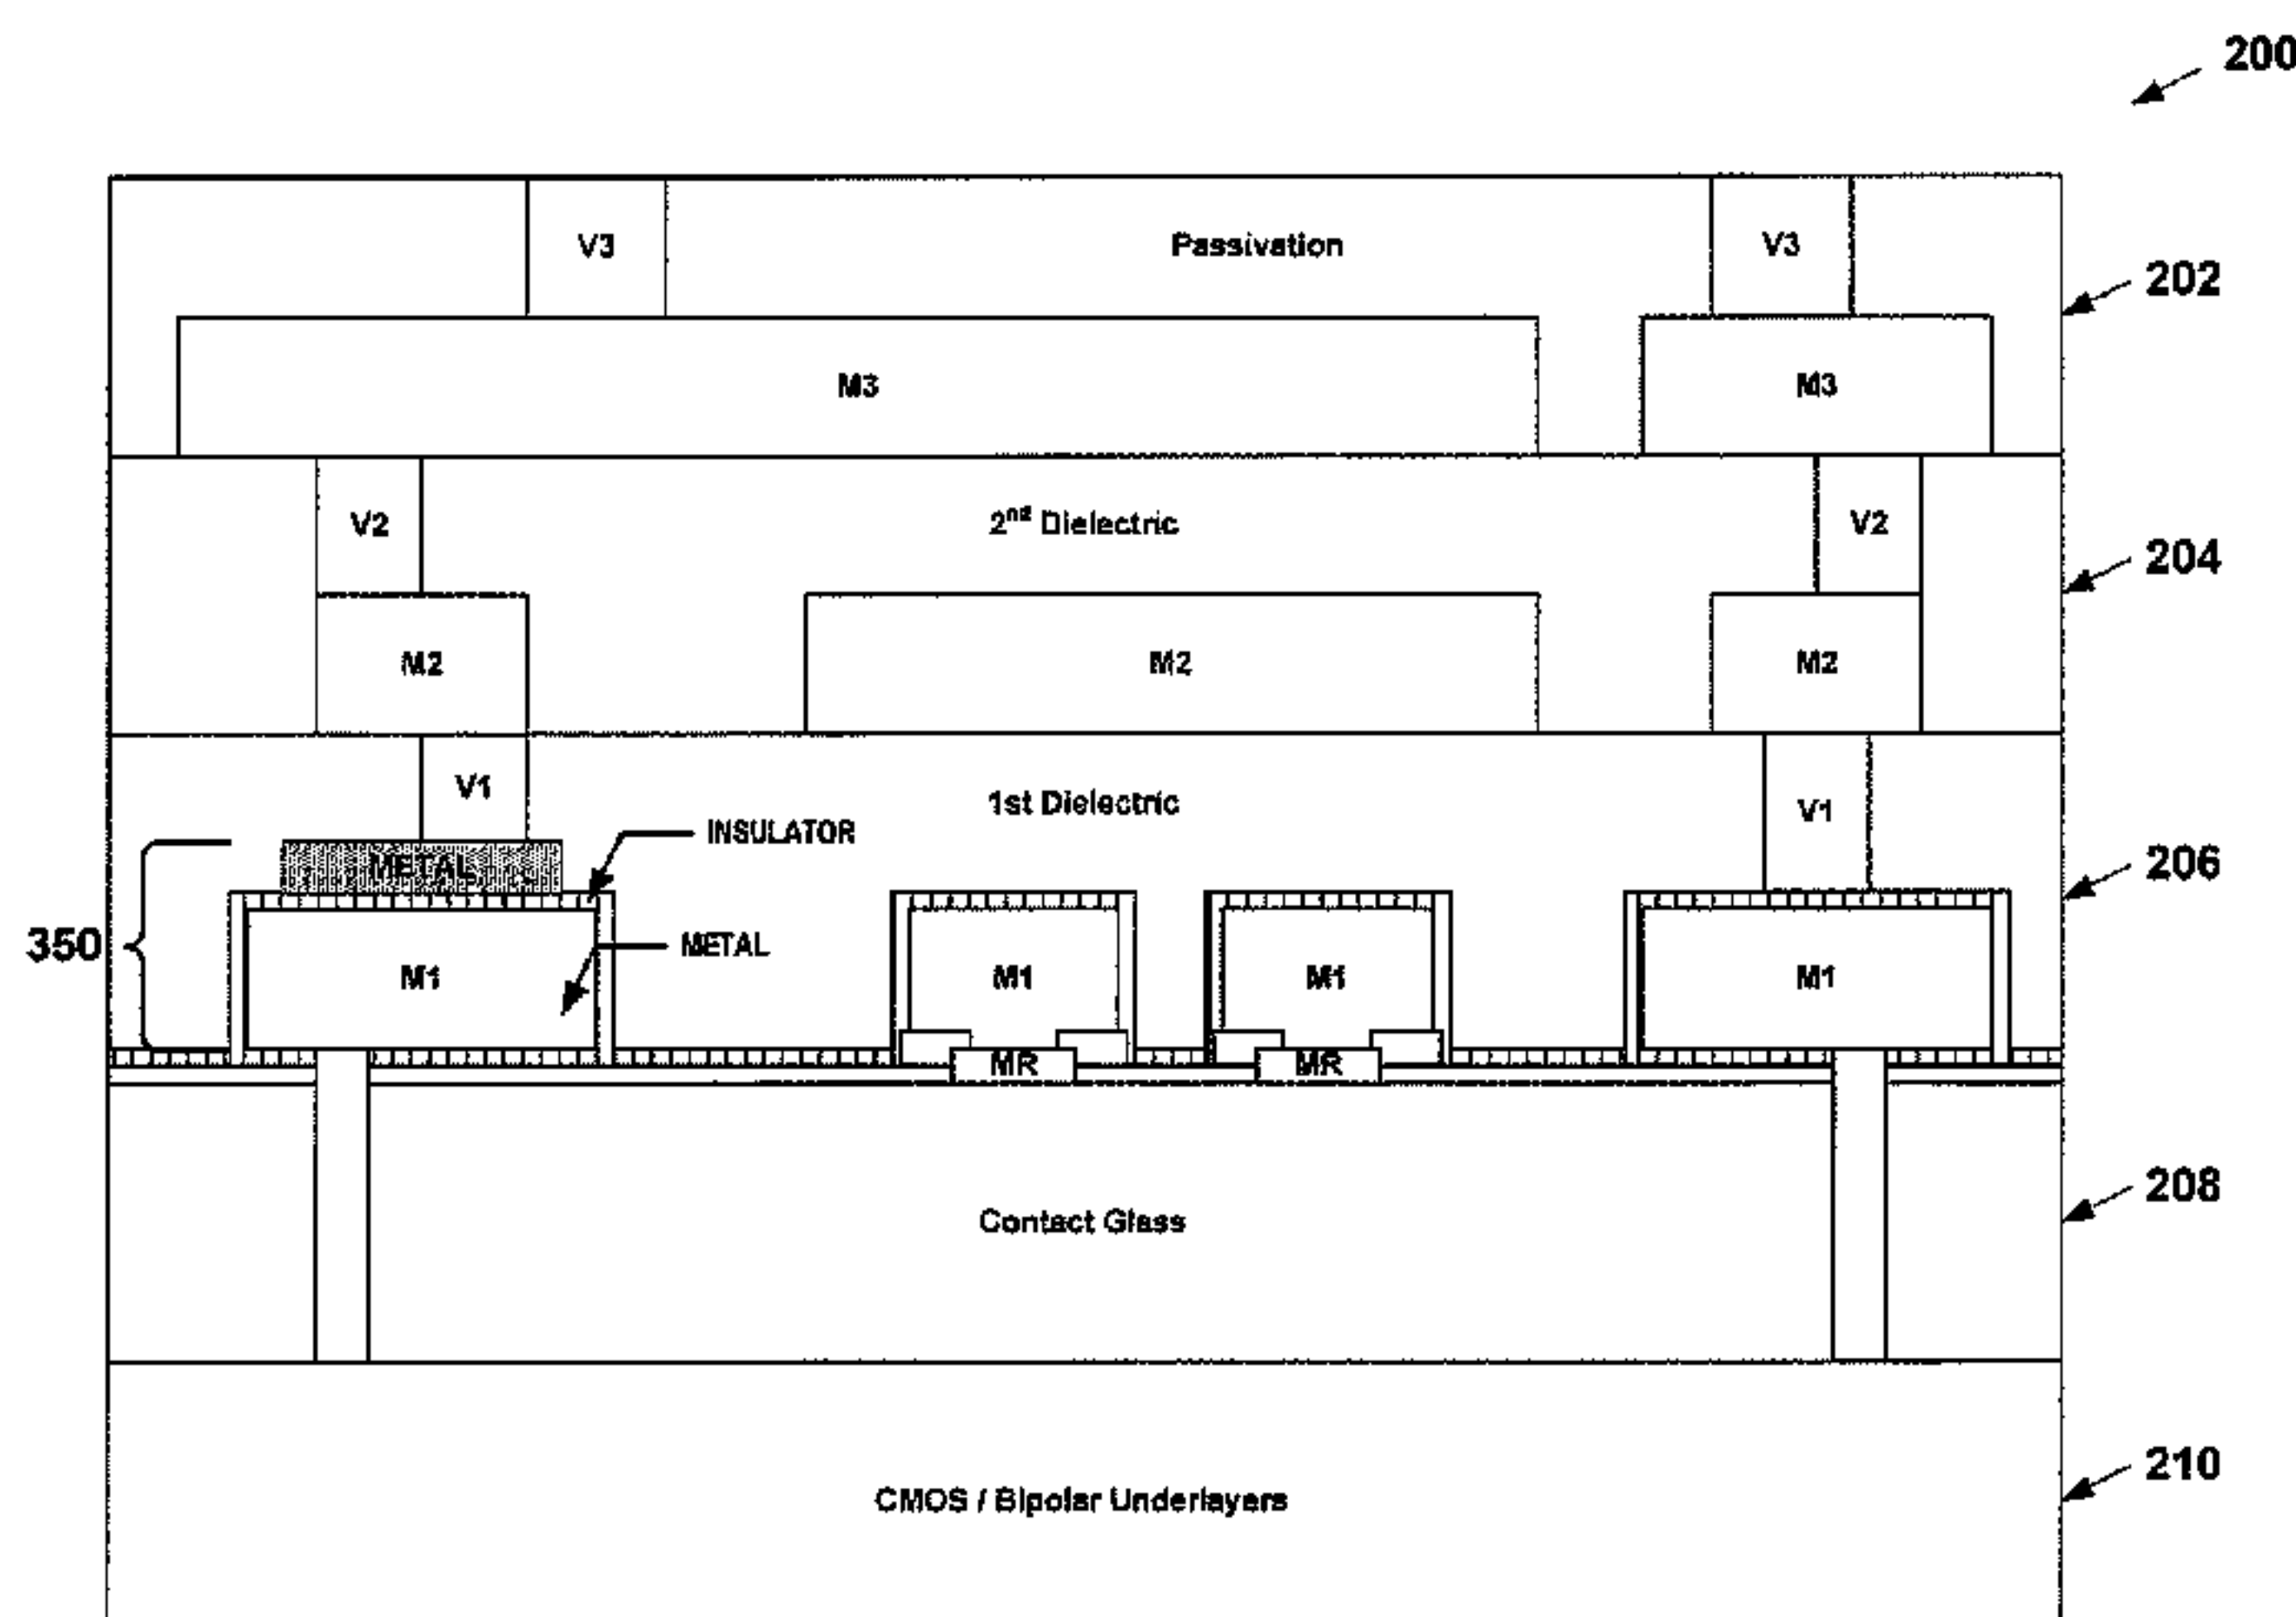 200
V3 Passivation V3
202
M3 M3
V2 2nd Dielectric V2
204
M2 M2 M2
V1 1st Dielectric V1
INSULATOR
METAL
206
350
METAL
M1 M1 M1 M1
MR MR
208
Contact Glass
210
CMOS / Bipolar Underlayers